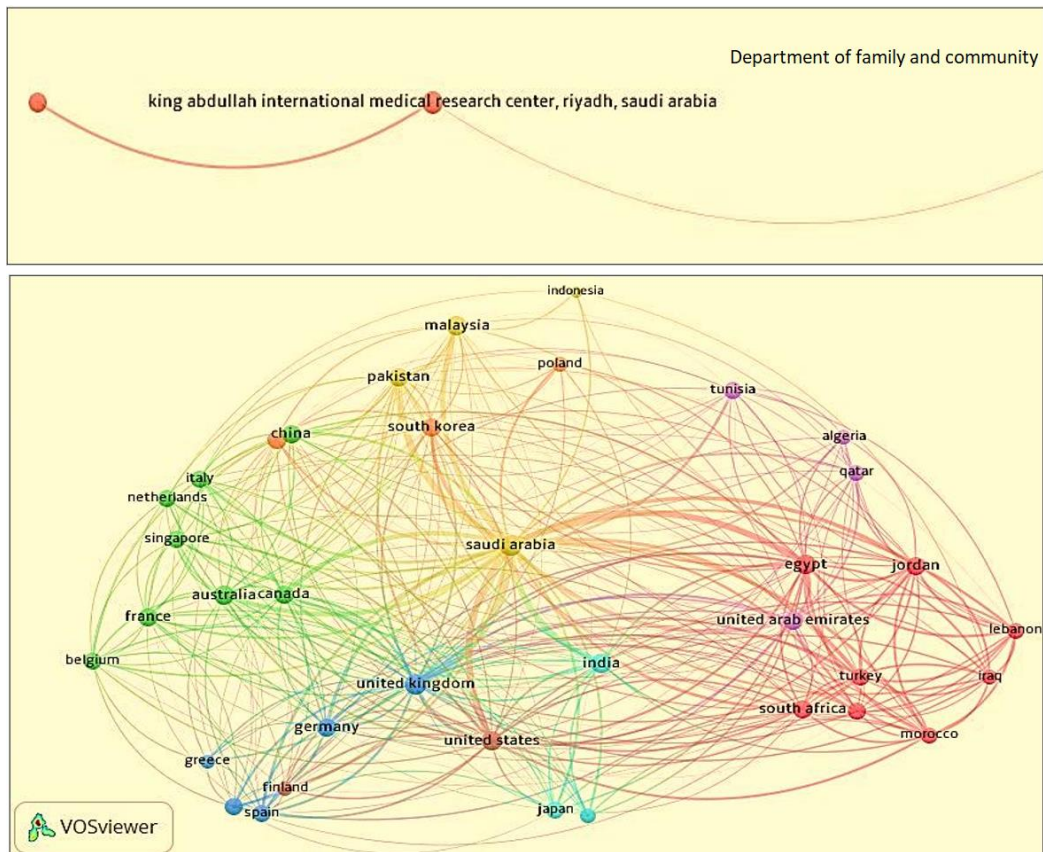 Department of family and community
king abdullah international medical research center, riyadh, saudi arabia
indonesia
malaysia
poland
pakistan
tunisia
south korea
china
algeria
qatar
italy
netherlands
singapore
saudi arabia
egypt
jordan
australia
canada
france
united arab emirates
lebanon
belgium
india
united kingdom
turkey
iraq
south africa
germany
united states
morocco
greece
finland
japan
spain
VOSviewer